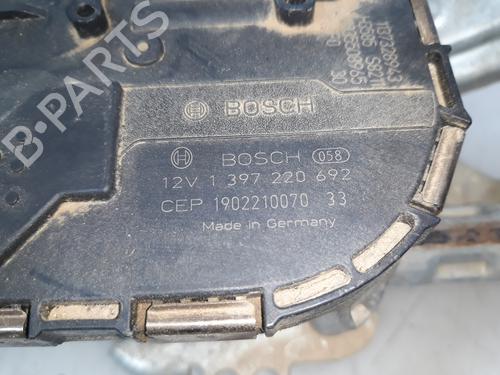 BOSCH
BOSCH 058
12V 1 397 220 692
CEP 1902210070 33
Made in Germany
B-PARTS